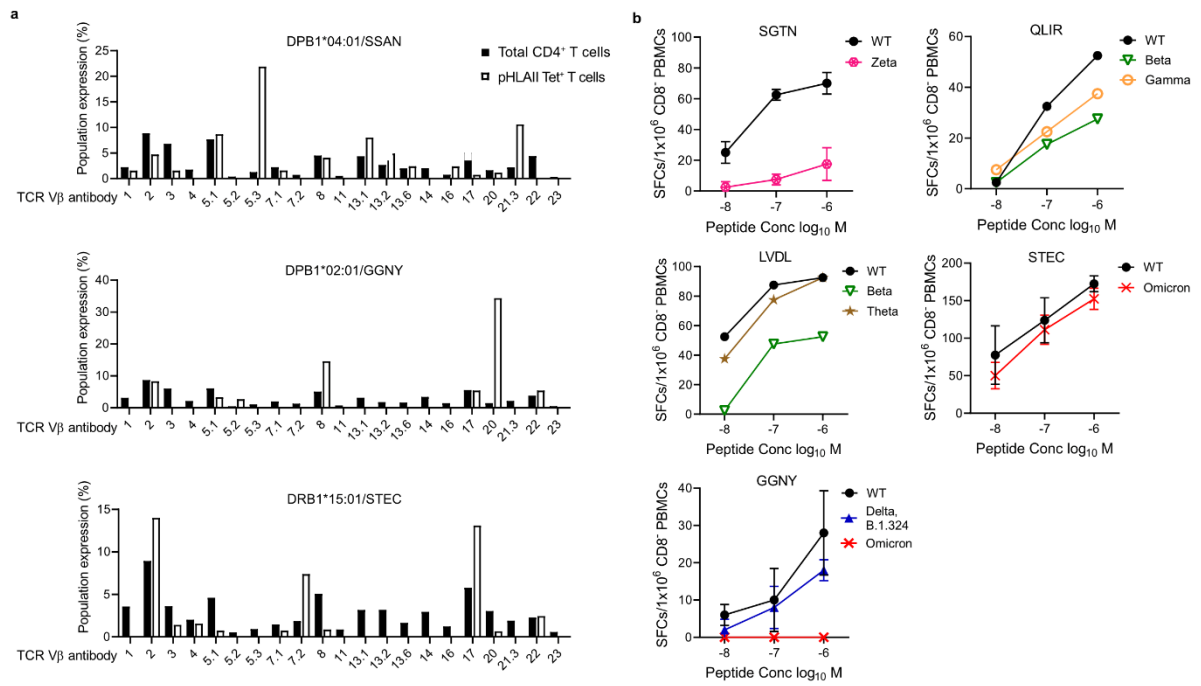 a
DPB1*04:01/SSAN
Population expression (%)
25
20
15
10
5
0
Total CD4+ T cells
pHLAII Tet+ T cells
TCR Vβ antibody
1 2 3 4 5.1 5.2 5.3 7.1 7.2 8 11 13.1 13.2 13.6 14 16 17 20 21.3 22 23
DPB1*02:01/GGNY
Population expression (%)
40
30
20
10
0
TCR Vβ antibody
1 2 3 4 5.1 5.2 5.3 7.1 7.2 8 11 13.1 13.2 13.6 14 16 17 20 21.3 22 23
DRB1*15:01/STEC
Population expression (%)
15
10
5
0
TCR Vβ antibody
1 2 3 4 5.1 5.2 5.3 7.1 7.2 8 11 13.1 13.2 13.6 14 16 17 20 21.3 22 23
b
SGTN
SFCs/1x10⁶ CD8⁻ PBMCs
100
80
60
40
20
0
-8 -7 -6
Peptide Conc log₁₀ M
WT
Zeta
QLIR
SFCs/1x10⁶ CD8⁻ PBMCs
60
40
20
0
-8 -7 -6
Peptide Conc log₁₀ M
WT
Beta
Gamma
LVDL
SFCs/1x10⁶ CD8⁻ PBMCs
100
80
60
40
20
0
-8 -7 -6
Peptide Conc log₁₀ M
WT
Beta
Theta
STEC
SFCs/1x10⁶ CD8⁻ PBMCs
200
150
100
50
0
-8 -7 -6
Peptide Conc log₁₀ M
WT
Omicron
GGNY
SFCs/1x10⁶ CD8⁻ PBMCs
40
30
20
10
0
-8 -7 -6
Peptide Conc log₁₀ M
WT
Delta,
B.1.324
Omicron